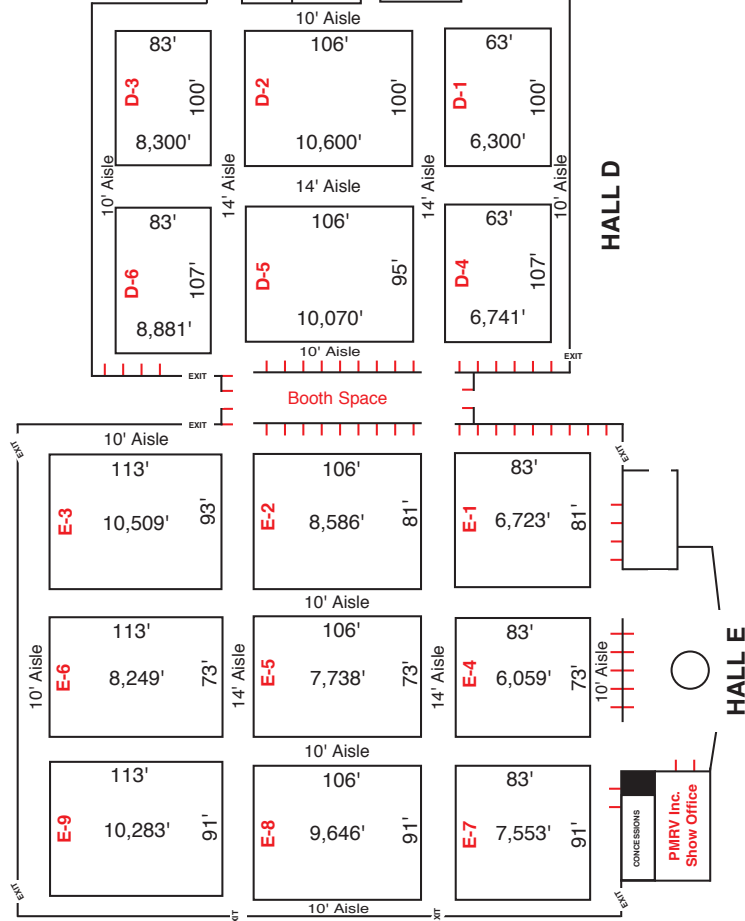 10' Aisle
83'
D-3
100'
8,300'
106'
D-2
100'
10,600'
63'
D-1
100'
6,300'
10' Aisle
14' Aisle
14' Aisle
14' Aisle
10' Aisle
HALL D
83'
D-6
107'
8,881'
106'
D-5
95'
10,070'
63'
D-4
107'
6,741'
10' Aisle
EXIT
EXIT
Booth Space
EXIT
EXIT
EXIT
10' Aisle
113'
E-3
10,509'
93'
106'
E-2
8,586'
81'
83'
E-1
6,723'
81'
10' Aisle
113'
E-6
8,249'
73'
106'
E-5
7,738'
73'
83'
E-4
6,059'
73'
10' Aisle
14' Aisle
14' Aisle
10' Aisle
HALL E
10' Aisle
113'
E-9
10,283'
91'
106'
E-8
9,646'
91'
83'
E-7
7,553'
91'
CONCESSIONS
PMRV Inc.
Show Office
EXIT
EXIT
10' Aisle